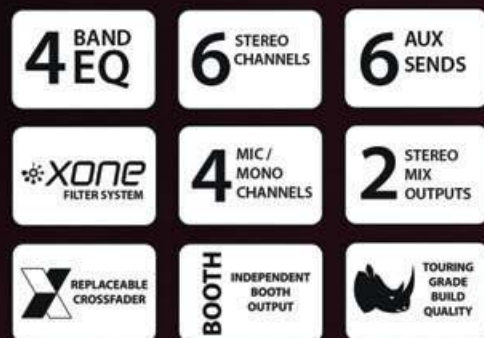 4 BAND EQ
6 STEREO CHANNELS
6 AUX SENDS
XONE
FILTER SYSTEM
4 MIC / MONO CHANNELS
2 STEREO MIX OUTPUTS
X REPLACEABLE CROSSFADER
BOOTH INDEPENDENT BOOTH OUTPUT
TOURING GRADE BUILD QUALITY